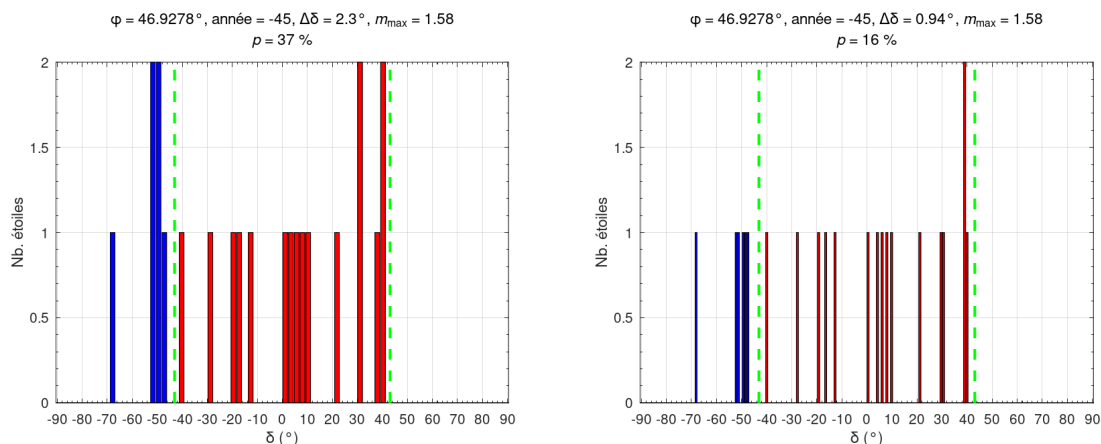 φ = 46.9278°, année = -45, Δδ = 2.3°, m_max = 1.58
p = 37 %
2
1.5
1
0.5
0
Nb. étoiles
-90 -80 -70 -60 -50 -40 -30 -20 -10 0 10 20 30 40 50 60 70 80 90
δ (°)
φ = 46.9278°, année = -45, Δδ = 0.94°, m_max = 1.58
p = 16 %
2
1.5
1
0.5
0
Nb. étoiles
-90 -80 -70 -60 -50 -40 -30 -20 -10 0 10 20 30 40 50 60 70 80 90
δ (°)